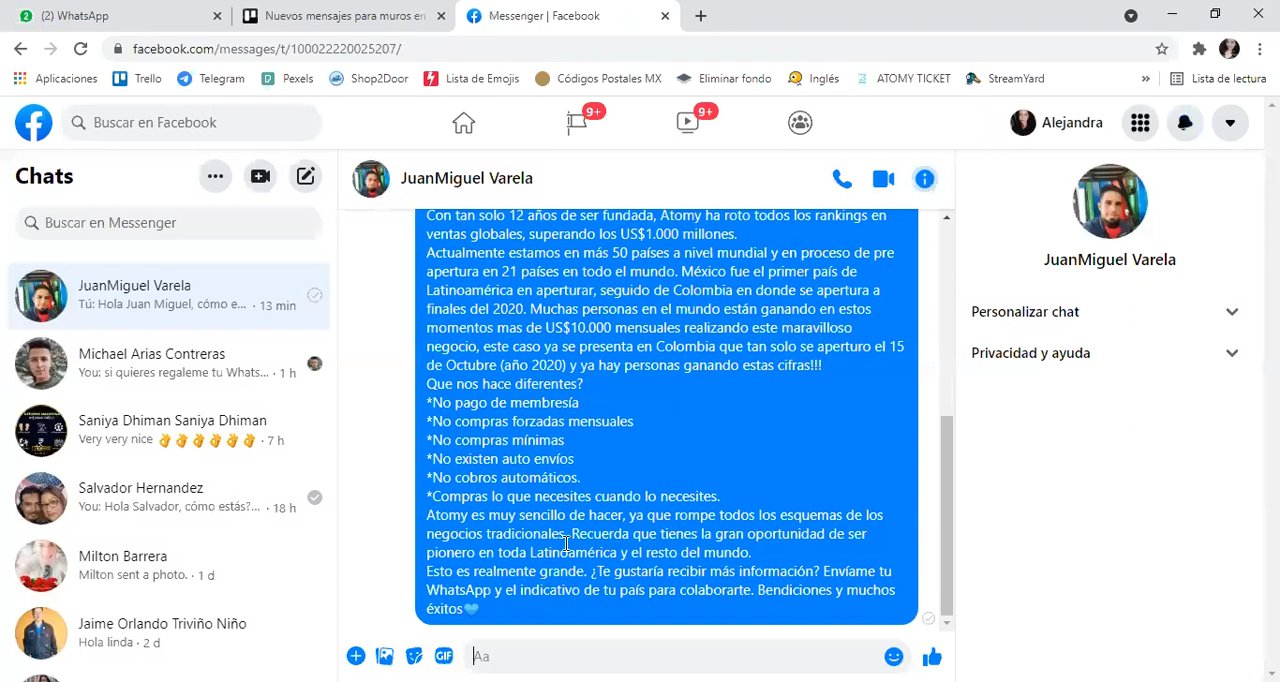 (2) WhatsApp
Nuevos mensajes para muros en
Messenger | Facebook
facebook.com/messages/t/100022220025207/
Aplicaciones
Trello
Telegram
Pexels
Shop2Door
Lista de Emojis
Códigos Postales MX
Eliminar fondo
Inglés
ATOMY TICKET
StreamYard
»
Lista de lectura
Buscar en Facebook
9+
9+
Alejandra
Chats
Buscar en Messenger
JuanMiguel Varela
Tú: Hola Juan Miguel, cómo e... · 13 min
Michael Arias Contreras
You: si quieres regaleme tu Whats... · 1 h
Saniya Dhiman Saniya Dhiman
Very very nice 👌👌👌👌👌👌 · 7 h
Salvador Hernandez
You: Hola Salvador, cómo estás?... · 18 h
Milton Barrera
Milton sent a photo. · 1 d
Jaime Orlando Triviño Niño
Hola linda · 2 d
JuanMiguel Varela
Con tan solo 12 años de ser fundada, Atomy ha roto todos los rankings en
ventas globales, superando los US$1.000 millones.
Actualmente estamos en más 50 países a nivel mundial y en proceso de pre
apertura en 21 países en todo el mundo. México fue el primer país de
Latinoamérica en aperturar, seguido de Colombia en donde se apertura a
finales del 2020. Muchas personas en el mundo están ganando en estos
momentos mas de US$10.000 mensuales realizando este maravilloso
negocio, este caso ya se presenta en Colombia que tan solo se aperturo el 15
de Octubre (año 2020) y ya hay personas ganando estas cifras!!!
Que nos hace diferentes?
*No pago de membresía
*No compras forzadas mensuales
*No compras mínimas
*No existen auto envíos
*No cobros automáticos.
*Compras lo que necesites cuando lo necesites.
Atomy es muy sencillo de hacer, ya que rompe todos los esquemas de los
negocios tradicionales. Recuerda que tienes la gran oportunidad de ser
pionero en toda Latinoamérica y el resto del mundo.
Esto es realmente grande. ¿Te gustaría recibir más información? Envíame tu
WhatsApp y el indicativo de tu país para colaborarte. Bendiciones y muchos
éxitos💙
GIF
Aa
JuanMiguel Varela
Personalizar chat
Privacidad y ayuda